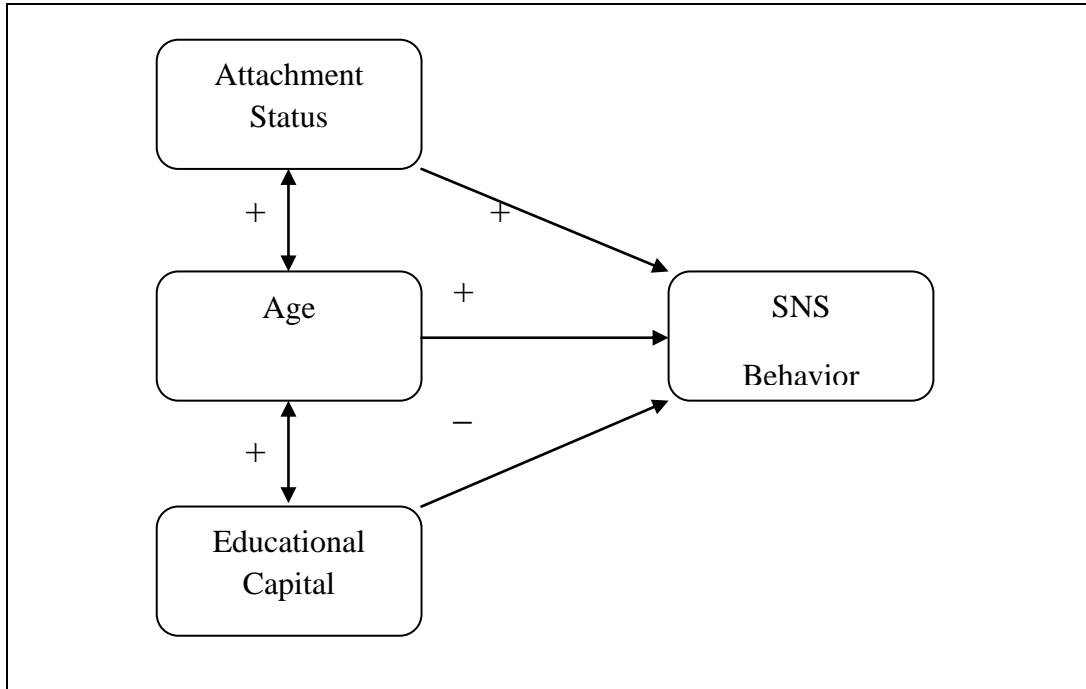 Attachment
Status
+
+
Age
+
SNS
Behavior
+
–
Educational
Capital